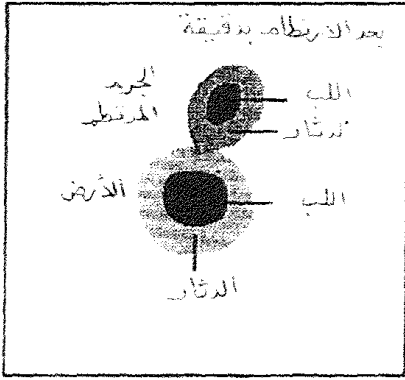 بعد الارتطام بدقيقة
الجرم
المرتطم
اللب
الدثار
الأرض
اللب
الدثار